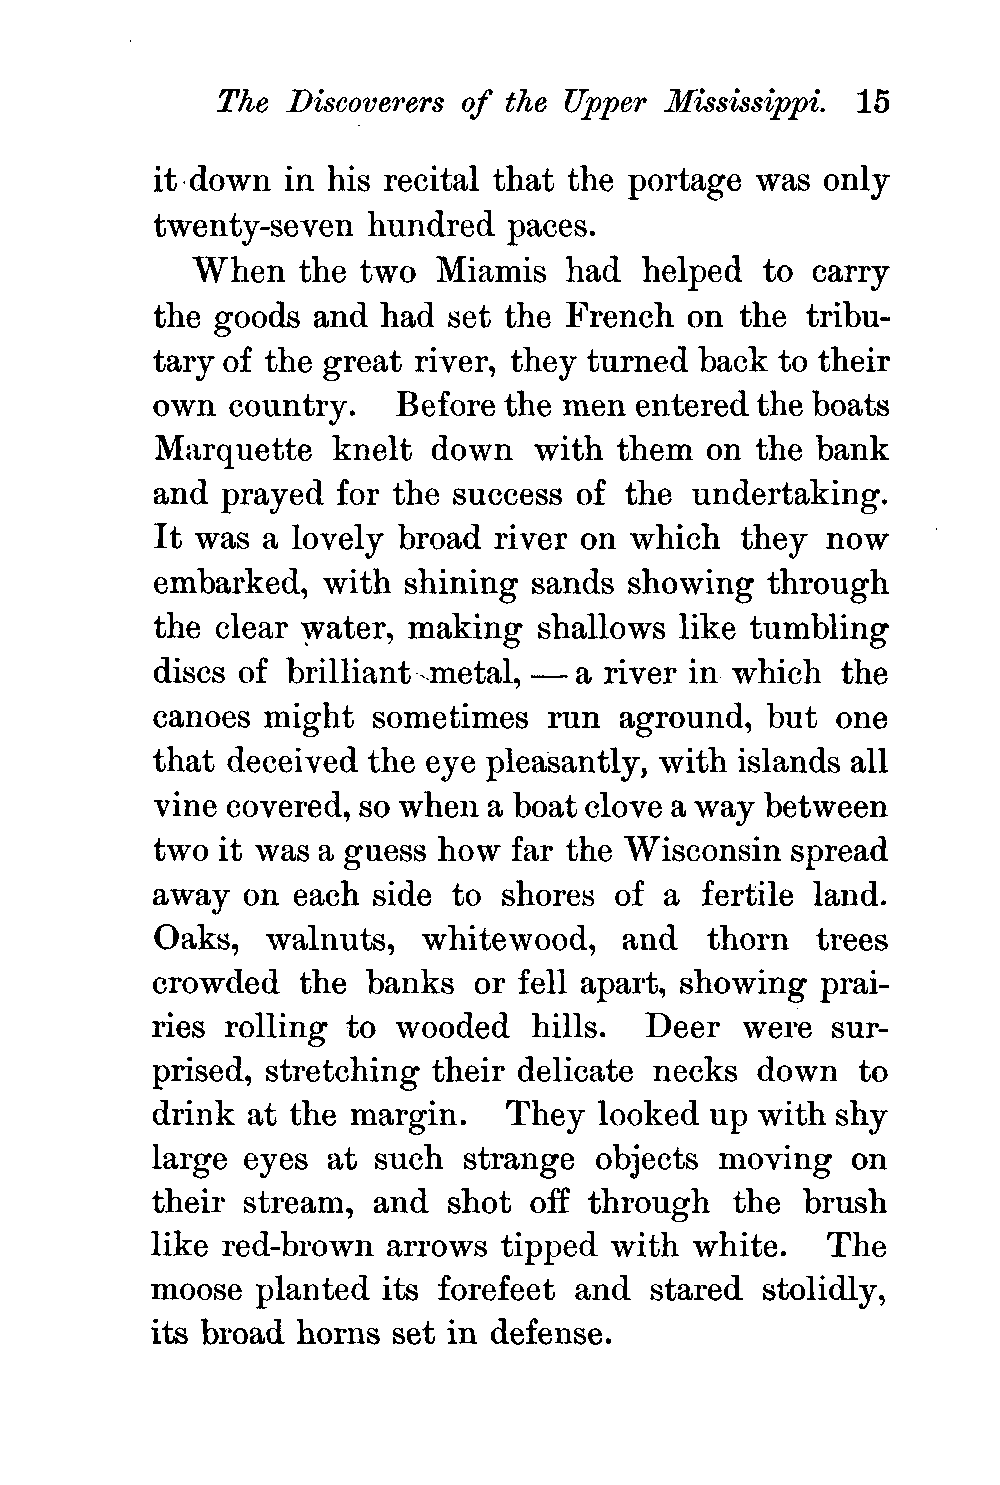 The Discoverers of the Upper Mississippi. 15
it down in his recital that the portage was only
twenty-seven hundred paces.
When the two Miamis had helped to carry
the goods and had set the French on the tribu-
tary of the great river, they turned back to their
own country. Before the men entered the boats
Marquette knelt down with them on the bank
and prayed for the success of the undertaking.
It was a lovely broad river on which they now
embarked, with shining sands showing through
the clear water, making shallows like tumbling
discs of brilliant metal, — a river in which the
canoes might sometimes run aground, but one
that deceived the eye pleasantly, with islands all
vine covered, so when a boat clove a way between
two it was a guess how far the Wisconsin spread
away on each side to shores of a fertile land.
Oaks, walnuts, whitewood, and thorn trees
crowded the banks or fell apart, showing prai-
ries rolling to wooded hills. Deer were sur-
prised, stretching their delicate necks down to
drink at the margin. They looked up with shy
large eyes at such strange objects moving on
their stream, and shot off through the brush
like red-brown arrows tipped with white. The
moose planted its forefeet and stared stolidly,
its broad horns set in defense.